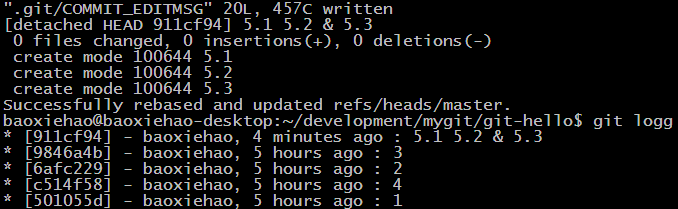 ".git/COMMIT_EDITMSG" 20L, 457C written
[detached HEAD 911cf94] 5.1 5.2 & 5.3
 0 files changed, 0 insertions(+), 0 deletions(-)
 create mode 100644 5.1
 create mode 100644 5.2
 create mode 100644 5.3
Successfully rebased and updated refs/heads/master.
baoxiehao@baoxiehao-desktop:~/development/mygit/git-hello$ git logg
* [911cf94] - baoxiehao, 4 minutes ago : 5.1 5.2 & 5.3
* [9846a4b] - baoxiehao, 5 hours ago : 3
* [6afc229] - baoxiehao, 5 hours ago : 2
* [c514f58] - baoxiehao, 5 hours ago : 4
* [501055d] - baoxiehao, 5 hours ago : 1